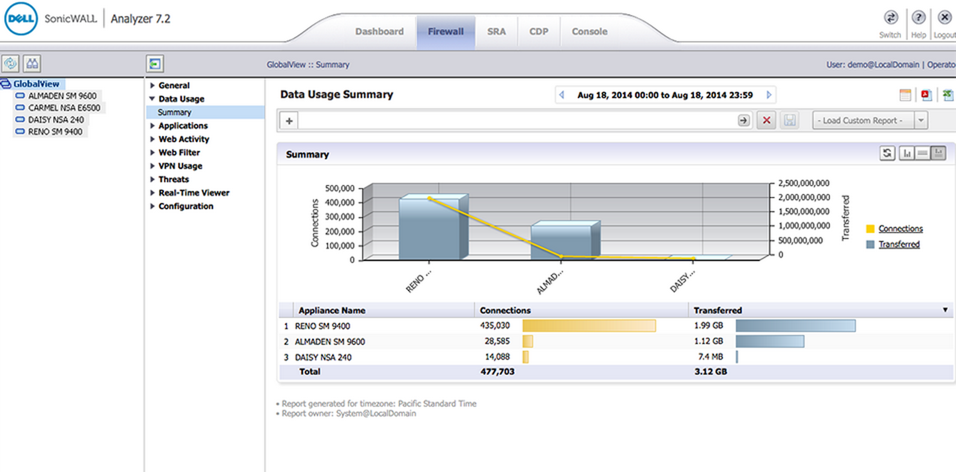 DELL SonicWALL Analyzer 7.2
Dashboard Firewall SRA CDP Console
Switch Help Logout
GlobalView :: Summary User: demo@LocalDomain | Operato
GlobalView
ALMADEN SM 9600
CARMEL NSA E6500
DAISY NSA 240
RENO SM 9400
General
Data Usage
Summary
Applications
Web Activity
Web Filter
VPN Usage
Threats
Real-Time Viewer
Configuration
Data Usage Summary Aug 18, 2014 00:00 to Aug 18, 2014 23:59
- Load Custom Report -
Summary
Connections
500,000
400,000
300,000
200,000
100,000
0
2,500,000,000
2,000,000,000
1,500,000,000
1,000,000,000
500,000,000
0
Transferred
RENO ...
ALMAD...
DAISY...
Connections
Transferred
Appliance Name Connections Transferred
1 RENO SM 9400 435,030 1.99 GB
2 ALMADEN SM 9600 28,585 1.12 GB
3 DAISY NSA 240 14,088 7.4 MB
Total 477,703 3.12 GB
• Report generated for timezone: Pacific Standard Time
• Report owner: System@LocalDomain